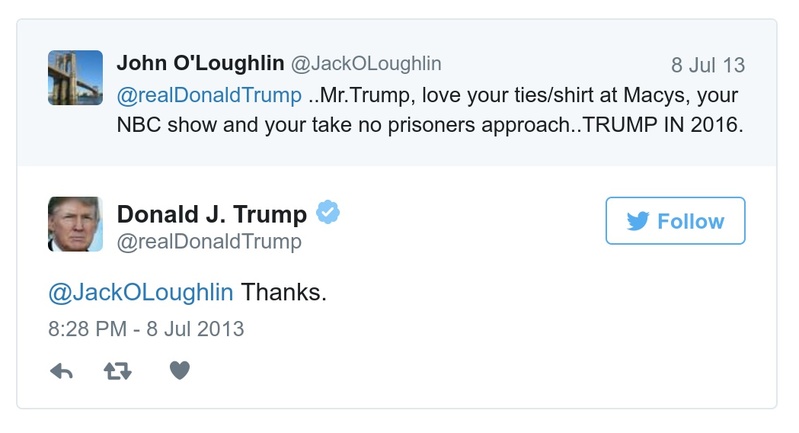 John O'Loughlin @JackOLoughlin 8 Jul 13
@realDonaldTrump ..Mr.Trump, love your ties/shirt at Macys, your
NBC show and your take no prisoners approach..TRUMP IN 2016.
Donald J. Trump
Follow
@realDonaldTrump
@JackOLoughlin Thanks.
8:28 PM - 8 Jul 2013